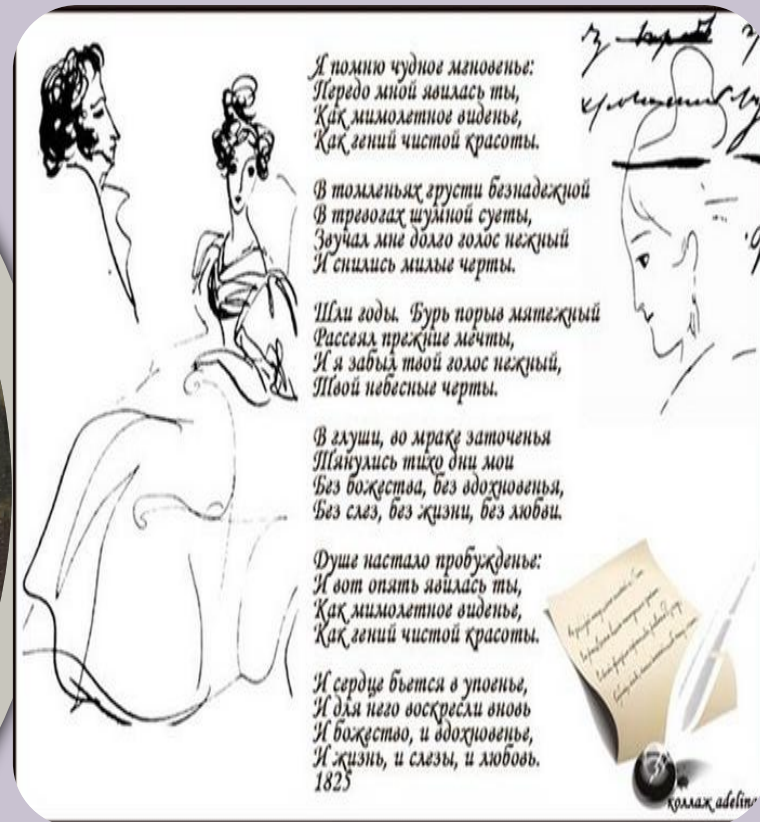 Я помню чудное мгновенье:
Передо мной явилась ты,
Как мимолетное виденье,
Как гений чистой красоты.
В томленьях грусти безнадежной
В тревогах шумной суеты,
Звучал мне долго голос нежный
И снились милые черты.
Шли годы. Бурь порыв мятежный
Рассеял прежние мечты,
И я забыл твой голос нежный,
Твой небесные черты.
В глуши, во мраке заточенья
Тянулись тихо дни мои
Без божества, без вдохновенья,
Без слез, без жизни, без любви.
Душе настало пробужденье:
И вот опять явилась ты,
Как мимолетное виденье,
Как гений чистой красоты.
И сердце бьется в упоенье,
И для него воскресли вновь
И божество, и вдохновенье,
И жизнь, и слезы, и любовь.
1825
коллаж adeline